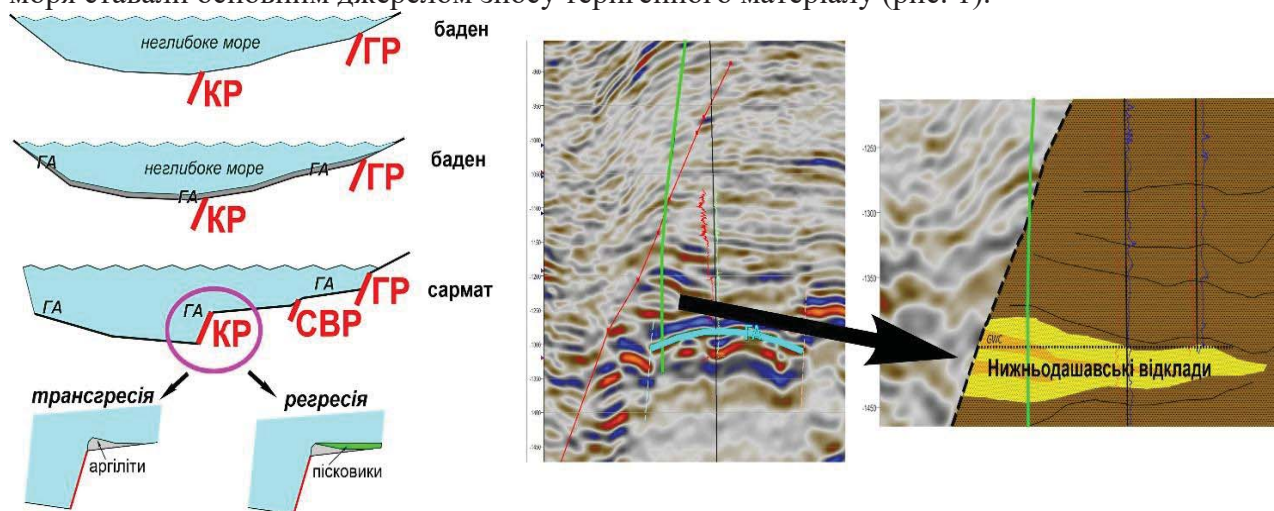 моря ставали основним джерелом зносу теригенного матеріалу (рис. 1).
баден
неглибоке море
ГР
КР
баден
ГА
неглибоке море
ГА
ГА
ГР
КР
сармат
ГА
ГА
ГА
ГР
КР
СВР
трансгресія
регресія
аргіліти
пісковики
ГА
-1250
-1300
-1350
GWC
Нижньодашавські відклади
-1450